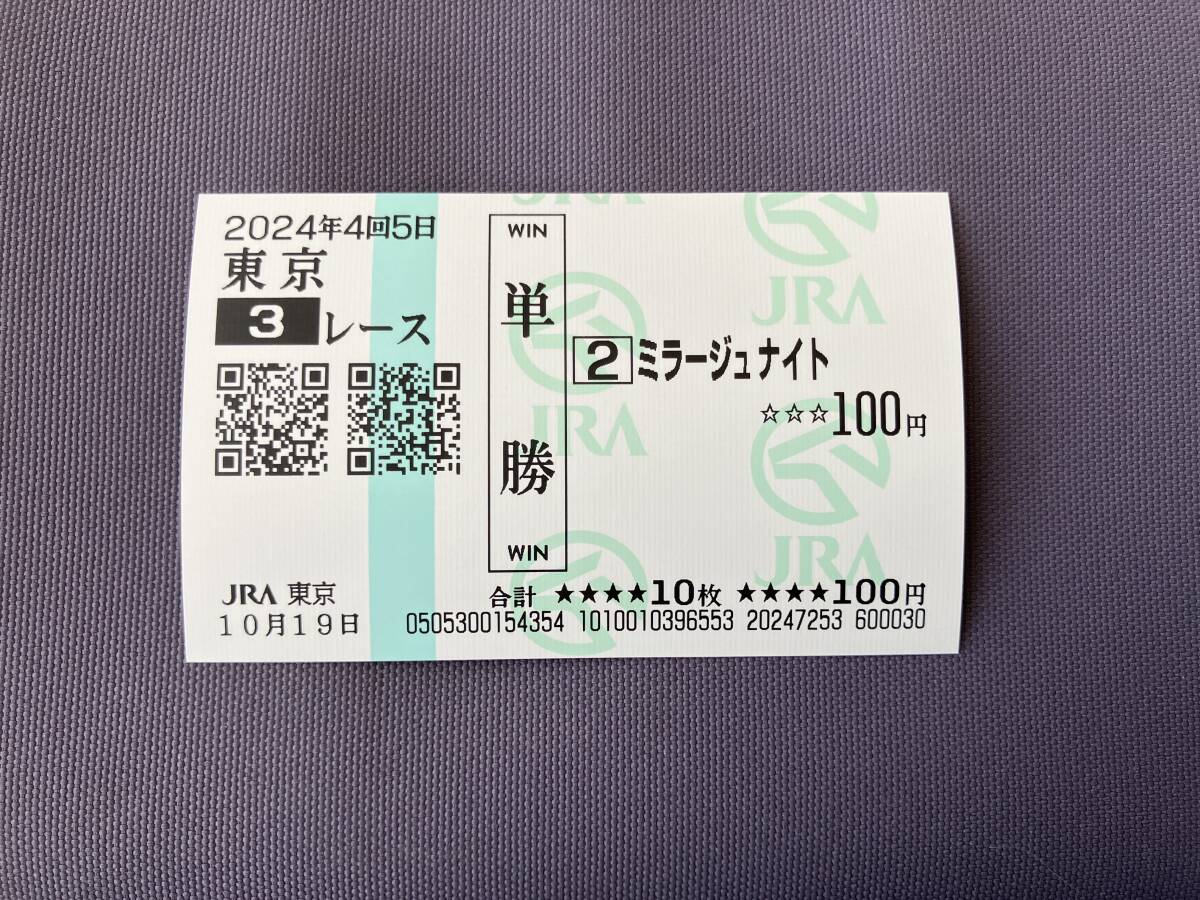 2024年4回5日
東京
3レース
WIN
単勝
WIN
2 ミラージュナイト
☆☆☆100円
JRA 東京
10月19日
合計 ★★★★10枚 ★★★★100円
0505300154354 1010010396553 20247253 600030
JRA
JRA
JRA
JRA